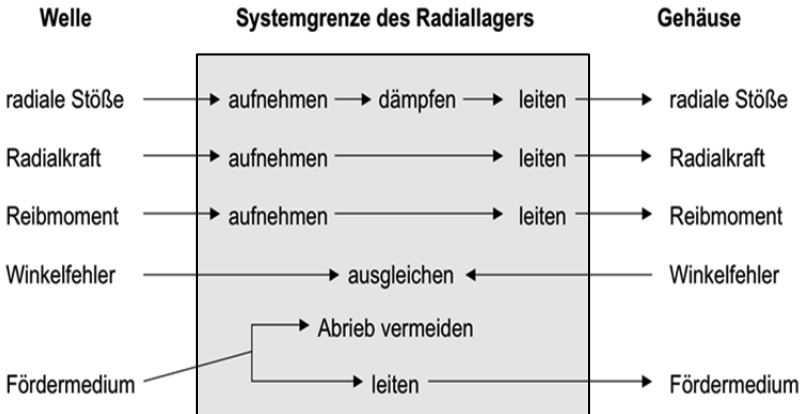 Welle Systemgrenze des Radiallagers Gehäuse
radiale Stöße aufnehmen dämpfen leiten radiale Stöße
Radialkraft aufnehmen leiten Radialkraft
Reibmoment aufnehmen leiten Reibmoment
Winkelfehler ausgleichen Winkelfehler
Abrieb vermeiden
Fördermedium leiten Fördermedium